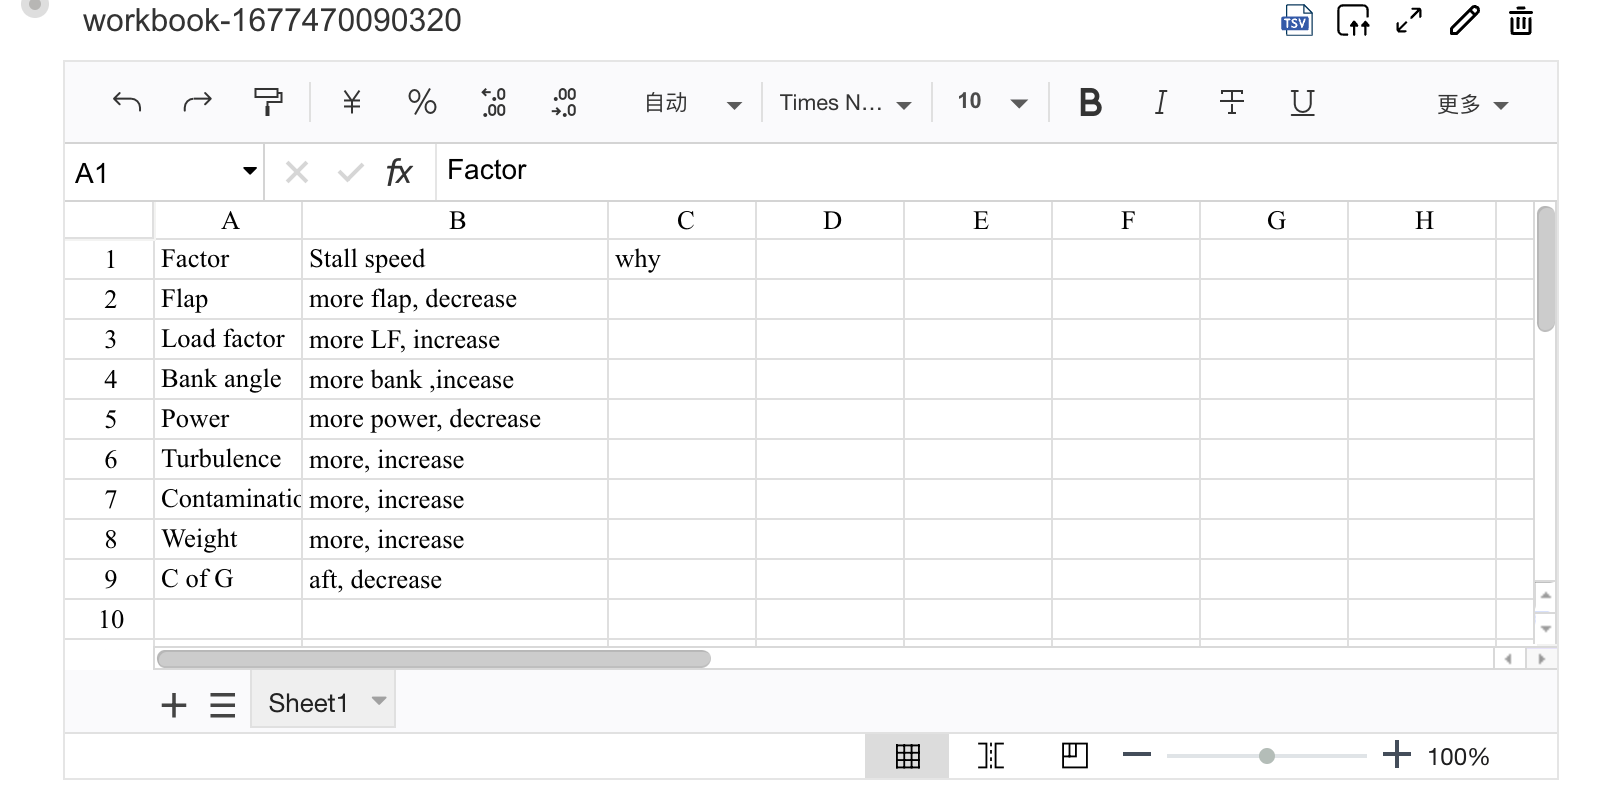 workbook-1677470090320
TSV
¥ % .0 .00 .00 .0 自动 Times N... 10 B I T U 更多
A1 fx Factor
A B C D E F G H
1 Factor Stall speed why
2 Flap more flap, decrease
3 Load factor more LF, increase
4 Bank angle more bank ,incease
5 Power more power, decrease
6 Turbulence more, increase
7 Contaminatio more, increase
8 Weight more, increase
9 C of G aft, decrease
10
Sheet1
100%